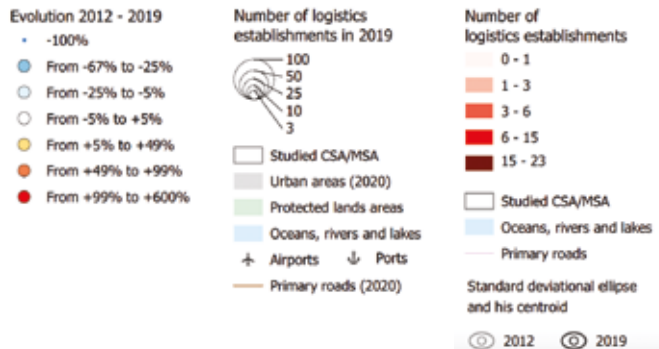 Evolution 2012 - 2019
-100%
From -67% to -25%
From -25% to -5%
From -5% to +5%
From +5% to +49%
From +49% to +99%
From +99% to +600%
Number of logistics
establishments in 2019
100
50
25
10
3
Studied CSA/MSA
Urban areas (2020)
Protected lands areas
Oceans, rivers and lakes
Airports Ports
Primary roads (2020)
Number of
logistics establishments
0 - 1
1 - 3
3 - 6
6 - 15
15 - 23
Studied CSA/MSA
Oceans, rivers and lakes
Primary roads
Standard deviational ellipse
and his centroid
2012 2019